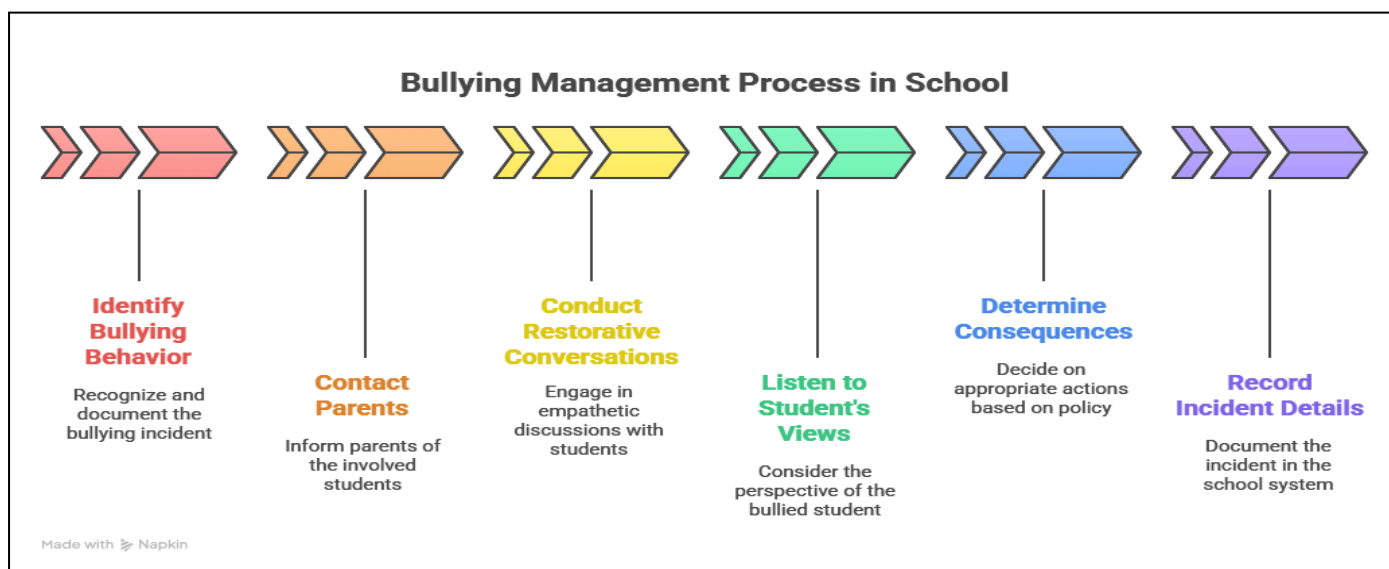 Bullying Management Process in School
Identify
Bullying
Behavior
Recognize and
document the
bullying incident
Contact
Parents
Inform parents of
the involved
students
Conduct
Restorative
Conversations
Engage in
empathetic
discussions with
students
Listen to
Student's
Views
Consider the
perspective of the
bullied student
Determine
Consequences
Decide on
appropriate actions
based on policy
Record
Incident Details
Document the
incident in the
school system
Made with Napkin